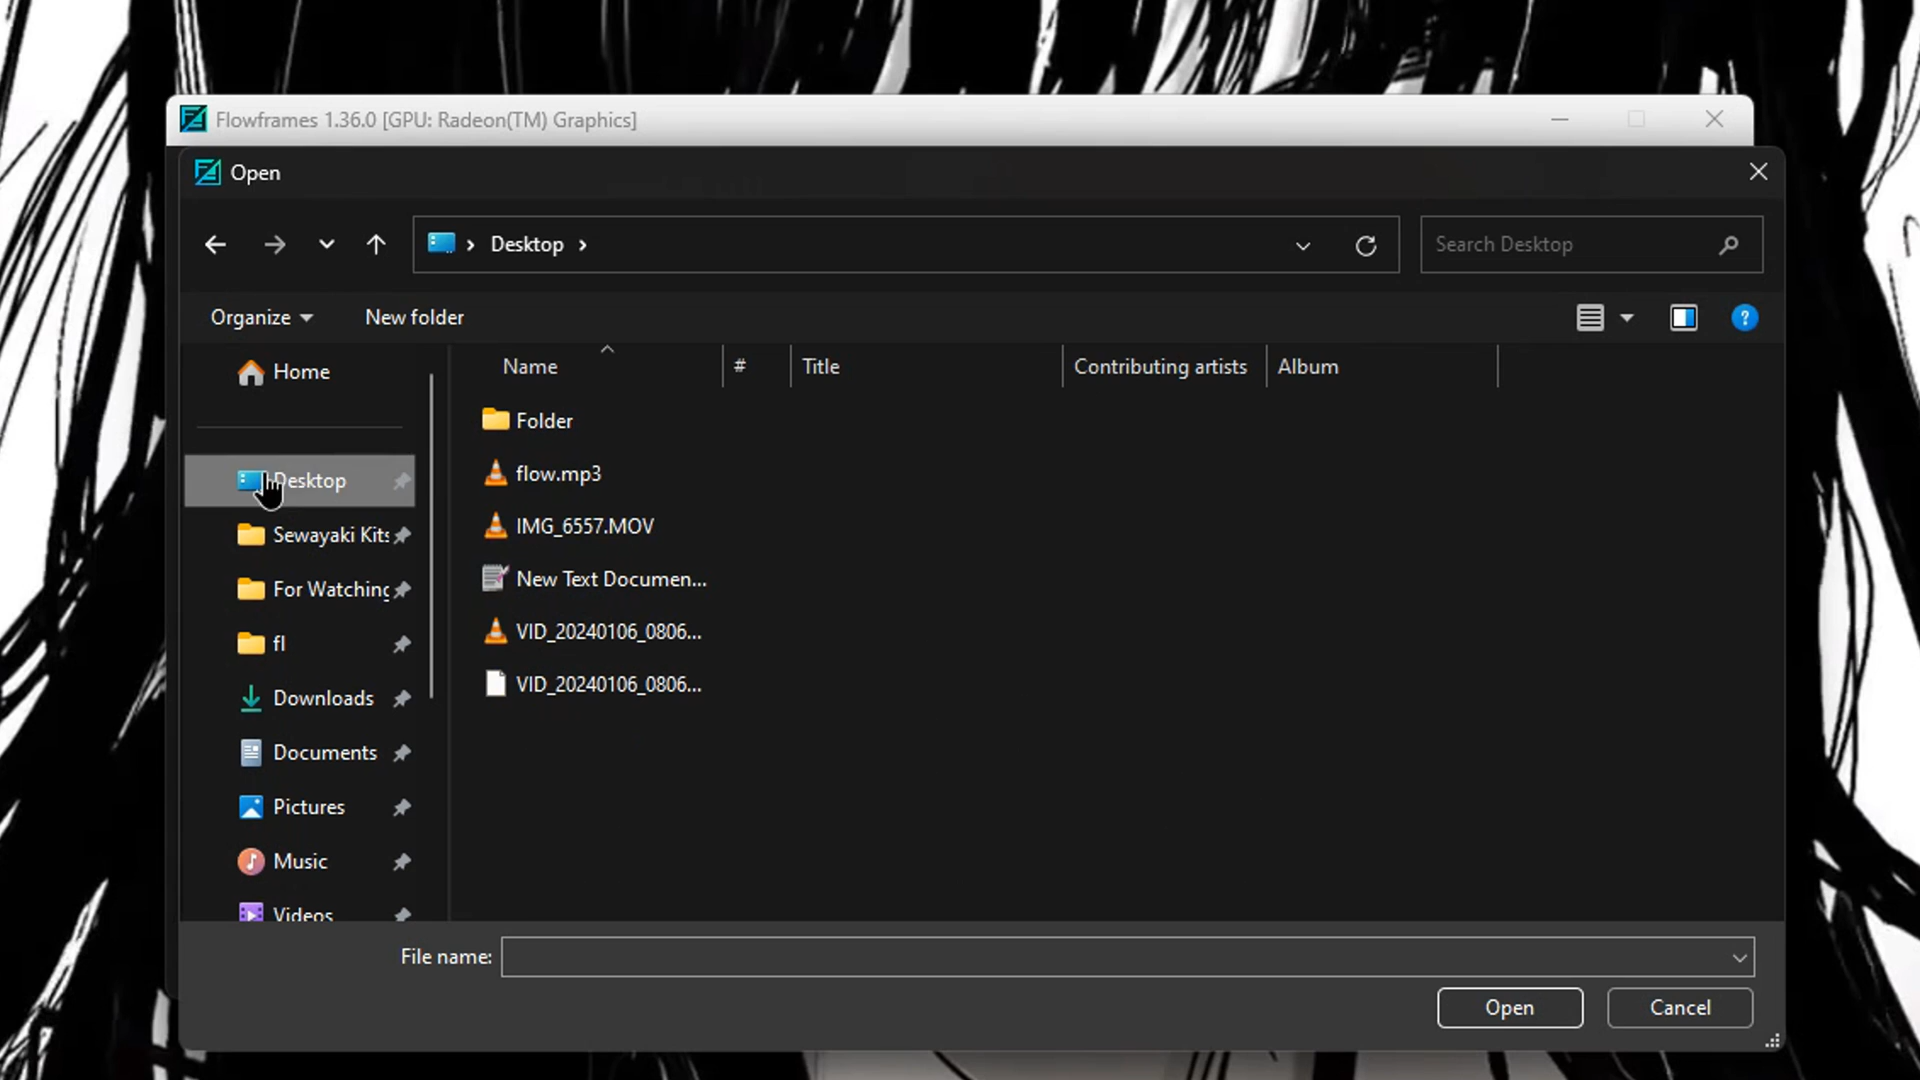 Flowframes 1.36.0 [GPU: Radeon(TM) Graphics]
Open
Desktop
Search Desktop
Organize
New folder
?
Name
#
Title
Contributing artists
Album
Home
Desktop
Sewayaki Kits
For Watching
fl
Downloads
Documents
Pictures
Music
Videos
Folder
flow.mp3
IMG_6557.MOV
New Text Documen...
VID_20240106_0806...
VID_20240106_0806...
File name:
Open
Cancel